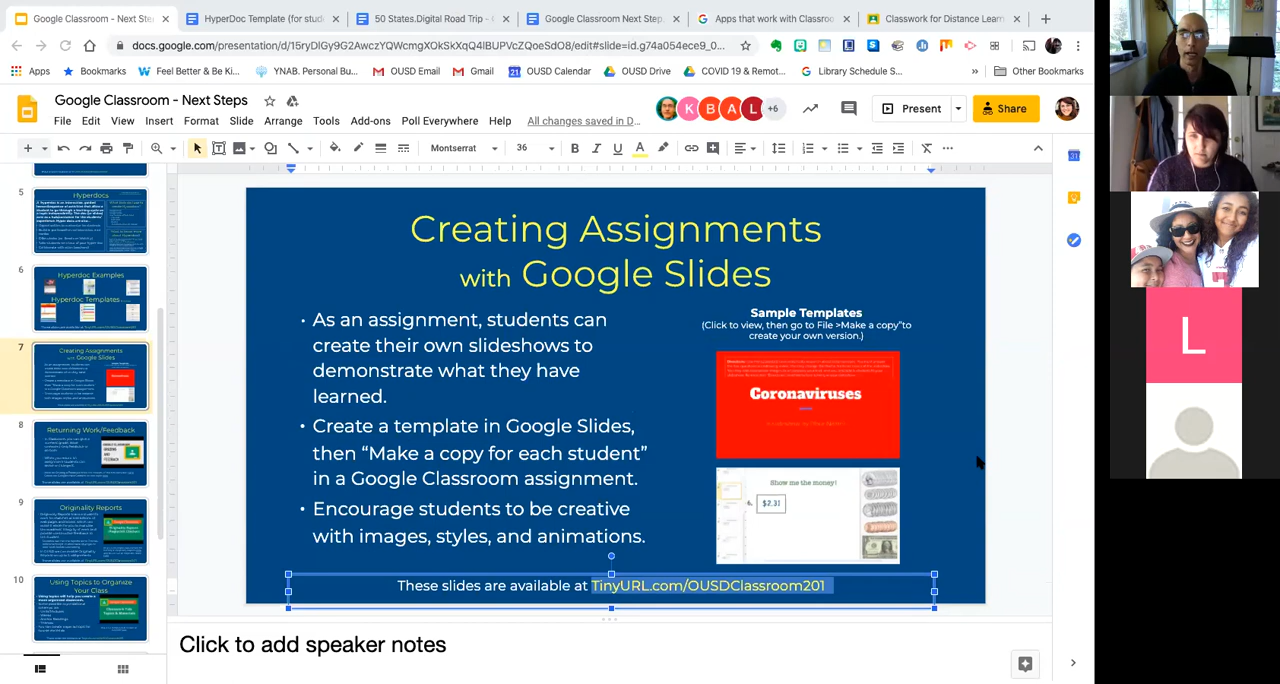 Google Classroom - Next Steps
HyperDoc Template (for stud
50 States.Digital Road Trip -
Google Classroom Next Step
Apps that work with Classroo
Classwork for Distance Lear
docs.google.com/presentation/d/15ryDIGy9G2AwczYQWcmgXOkSkXqQ4lBUPVcZQoeSdO8/edit#slide=id.g74a054ece9_0...
Apps
Bookmarks
Feel Better & Be Ki...
YNAB. Personal Bu...
OUSD Email
Gmail
OUSD Calendar
OUSD Drive
COVID 19 & Remot...
Library Schedule S...
»
Other Bookmarks
Google Classroom - Next Steps
File Edit View Insert Format Slide Arrange Tools Add-ons Poll Everywhere Help
All changes saved in D...
K B A L +6
Present
Share
Montserrat
36
5
Hyperdocs
6
Hyperdoc Examples
Hyperdoc Templates
7
Creating Assignments
with Google Slides
8
Returning Work/Feedback
9
Originality Reports
10
Using Topics to Organize
Your Class
Creating Assignments
with Google Slides
• As an assignment, students can
create their own slideshows to
demonstrate what they have
learned.
• Create a template in Google Slides,
then “Make a copy for each student”
in a Google Classroom assignment.
• Encourage students to be creative
with images, styles and animations.
Sample Templates
(Click to view, then go to File >Make a copy”to
create your own version.)
Coronaviruses
Show me the money!
$2.31
These slides are available at TinyURL.com/OUSDClassroom201
Click to add speaker notes
L